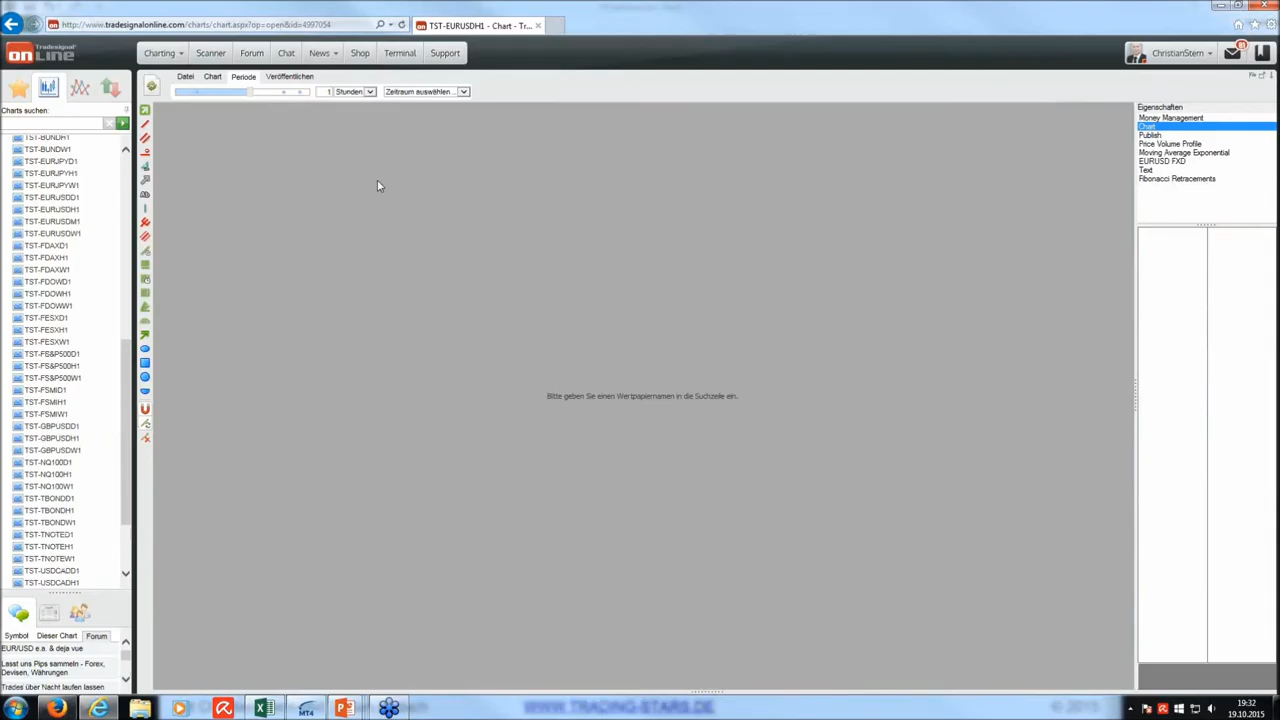 http://www.tradesignalonline.com/charts/chart.aspx?op=open&id=4997054
TST-EURUSDH1 - Chart - Tr...
Tradesignal
onLine
Charting
Scanner
Forum
Chat
News
Shop
Terminal
Support
ChristianStern
Datei
Chart
Periode
Veröffentlichen
1
Stunden
Zeitraum auswählen ...
Charts suchen:
TST-BUNDH1
TST-BUNDW1
TST-EURJPYD1
TST-EURJPYH1
TST-EURJPYW1
TST-EURUSDD1
TST-EURUSDH1
TST-EURUSDM1
TST-EURUSDW1
TST-FDAXD1
TST-FDAXH1
TST-FDAXW1
TST-FDOWD1
TST-FDOWH1
TST-FDOWW1
TST-FESXD1
TST-FESXH1
TST-FESXW1
TST-FS&P500D1
TST-FS&P500H1
TST-FS&P500W1
TST-FSMID1
TST-FSMIH1
TST-FSMIW1
TST-GBPUSDD1
TST-GBPUSDH1
TST-GBPUSDW1
TST-NQ100D1
TST-NQ100H1
TST-NQ100W1
TST-TBONDD1
TST-TBONDH1
TST-TBONDW1
TST-TNOTED1
TST-TNOTEH1
TST-TNOTEW1
TST-USDCADD1
TST-USDCADH1
Symbol
Dieser Chart
Forum
EUR/USD e.a. & deja vue
Lasst uns Pips sammeln - Forex,
Devisen, Währungen
Trades über Nacht laufen lassen
Bitte geben Sie einen Wertpapiernamen in die Suchzeile ein.
Eigenschaften
Money Management
Chart
Publish
Price Volume Profile
Moving Average Exponential
EURUSD FXD
Text
Fibonacci Retracements
MT4
WWW.TRADING-STARS.DE
19:32
19.10.2015